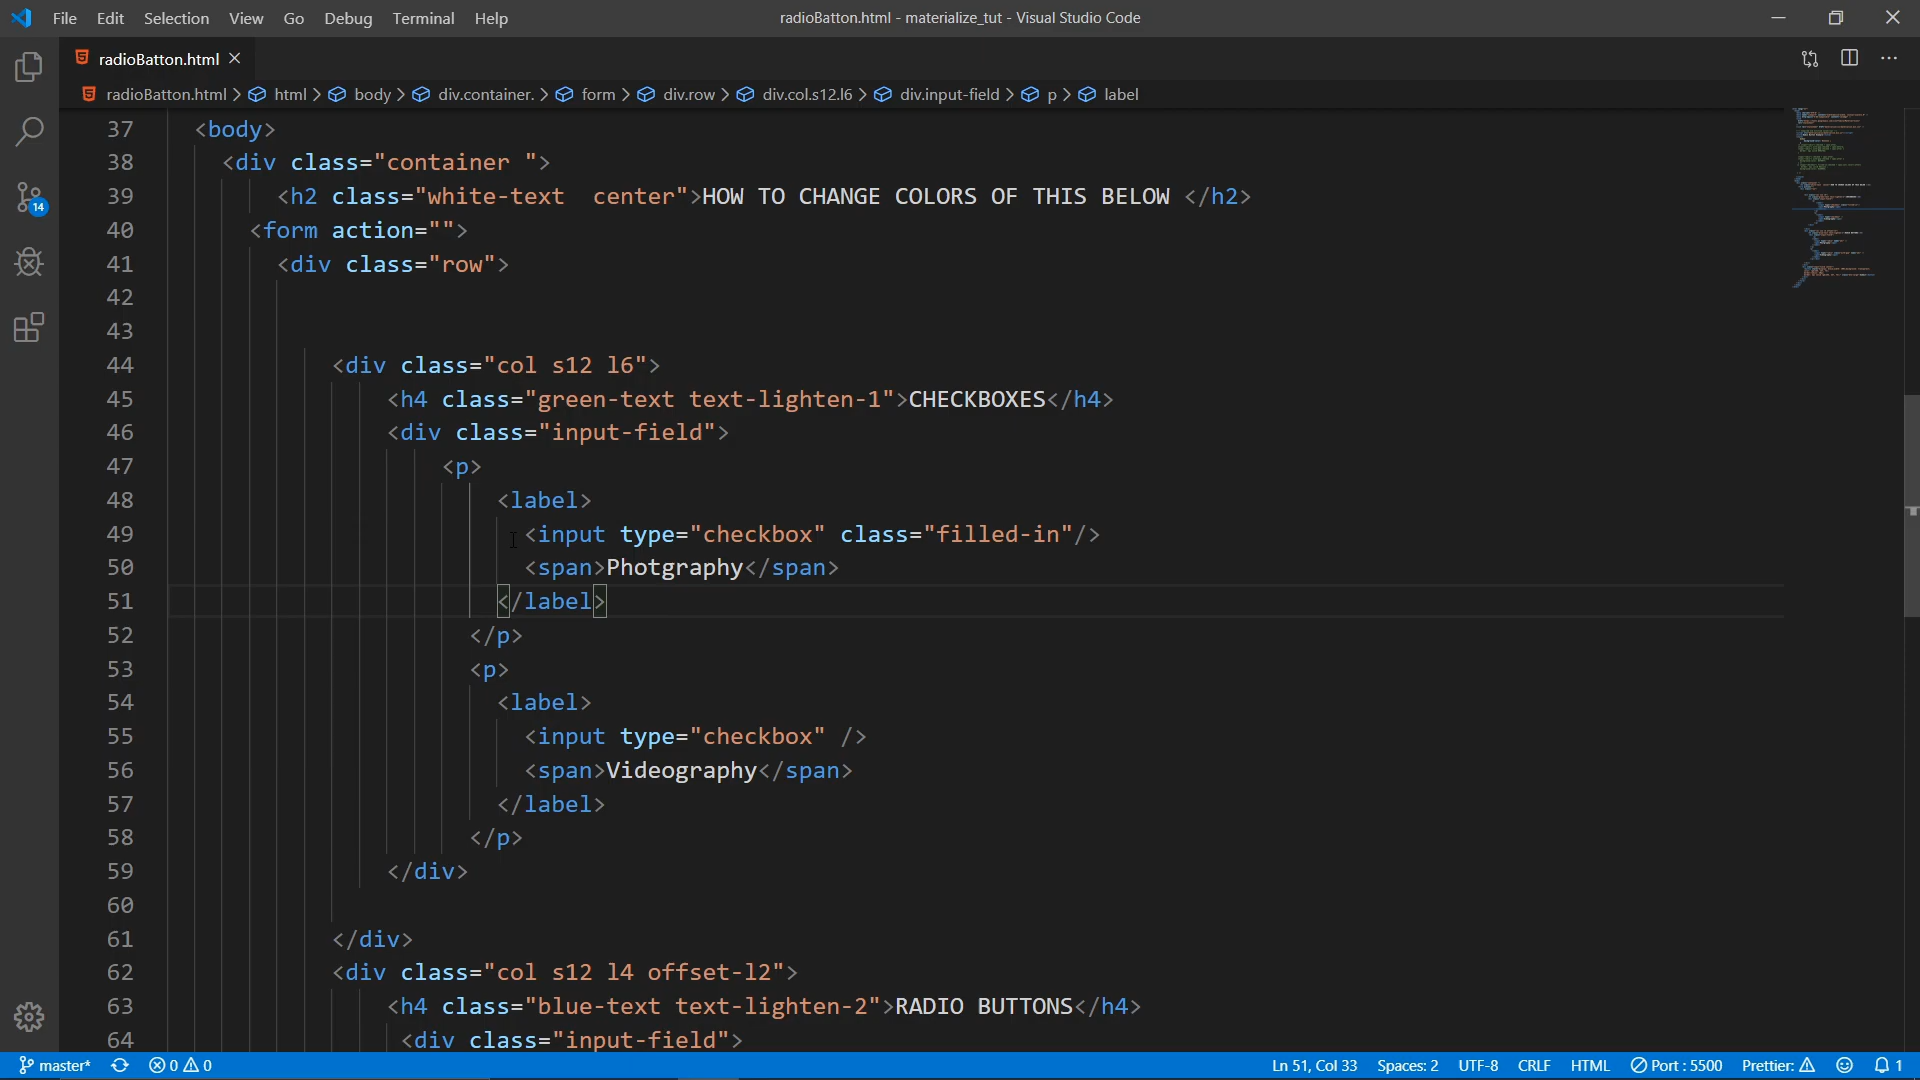 File Edit Selection View Go Debug Terminal Help
radioBatton.html - materialize_tut - Visual Studio Code
radioBatton.html
radioBatton.html > html > body > div.container. > form > div.row > div.col.s12.l6 > div.input-field > p > label
37 <body>
38 <div class="container ">
39 <h2 class="white-text  center">HOW TO CHANGE COLORS OF THIS BELOW </h2>
40 <form action="">
41 <div class="row">
42
43
44 <div class="col s12 l6">
45 <h4 class="green-text text-lighten-1">CHECKBOXES</h4>
46 <div class="input-field">
47 <p>
48 <label>
49 <input type="checkbox" class="filled-in"/>
50 <span>Photgraphy</span>
51 </label>
52 </p>
53 <p>
54 <label>
55 <input type="checkbox" />
56 <span>Videography</span>
57 </label>
58 </p>
59 </div>
60
61 </div>
62 <div class="col s12 l4 offset-l2">
63 <h4 class="blue-text text-lighten-2">RADIO BUTTONS</h4>
64 <div class="input-field">
14
master* 0 0 Ln 51, Col 33 Spaces: 2 UTF-8 CRLF HTML Port : 5500 Prettier: 1